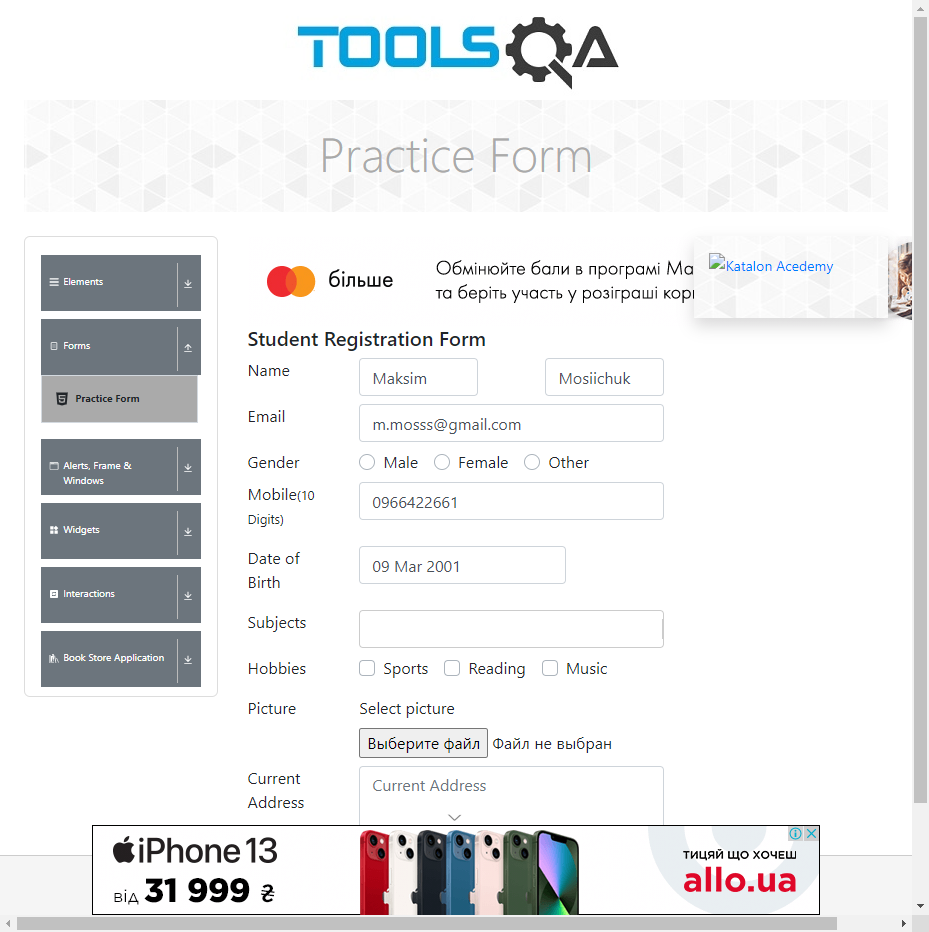 TOOLSQA
Practice Form
Elements
Forms
Practice Form
Alerts, Frame &
Windows
Widgets
Interactions
Book Store Application
більше
Обмінюйте бали в програмі Ma
та беріть участь у розіграші
Katalon Acedemy
Student Registration Form
Name
Maksim
Mosiichuk
Email
m.mosss@gmail.com
Gender
Male
Female
Other
Mobile(10
Digits)
0966422661
Date of
Birth
09 Mar 2001
Subjects
Hobbies
Sports
Reading
Music
Picture
Select picture
Выберите файл Файл не выбран
Current
Address
Current Address
iPhone 13
від 31 999 ₴
ТИЦЯЙ ЩО ХОЧЕШ
allo.ua